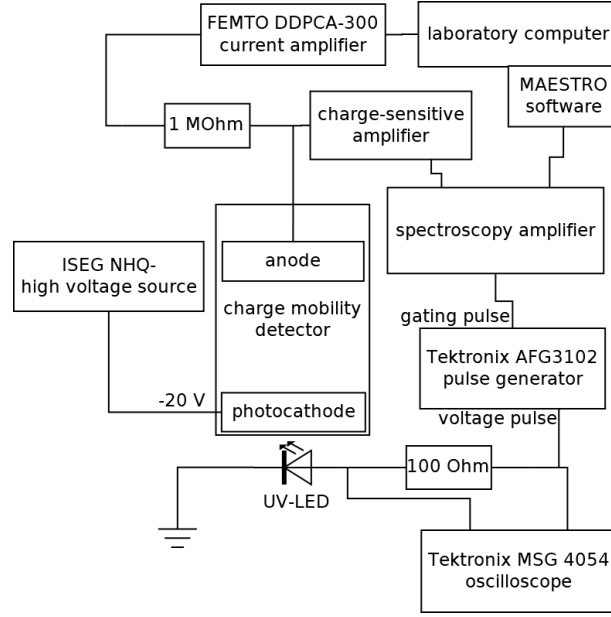 FEMTO DDPCA-300
current amplifier
laboratory computer
MAESTRO
software
1 MOhm
charge-sensitive
amplifier
spectroscopy amplifier
ISEG NHQ-
high voltage source
anode
charge mobility
detector
gating pulse
Tektronix AFG3102
pulse generator
-20 V
photocathode
voltage pulse
100 Ohm
UV-LED
Tektronix MSG 4054
oscilloscope